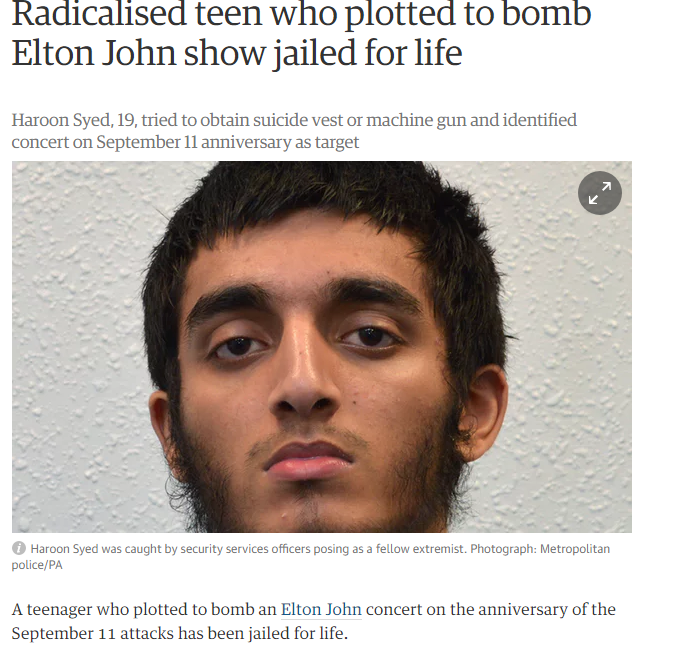 Radicalised teen who plotted to bomb
Elton John show jailed for life
Haroon Syed, 19, tried to obtain suicide vest or machine gun and identified
concert on September 11 anniversary as target
Haroon Syed was caught by security services officers posing as a fellow extremist. Photograph: Metropolitan
police/PA
A teenager who plotted to bomb an Elton John concert on the anniversary of the
September 11 attacks has been jailed for life.